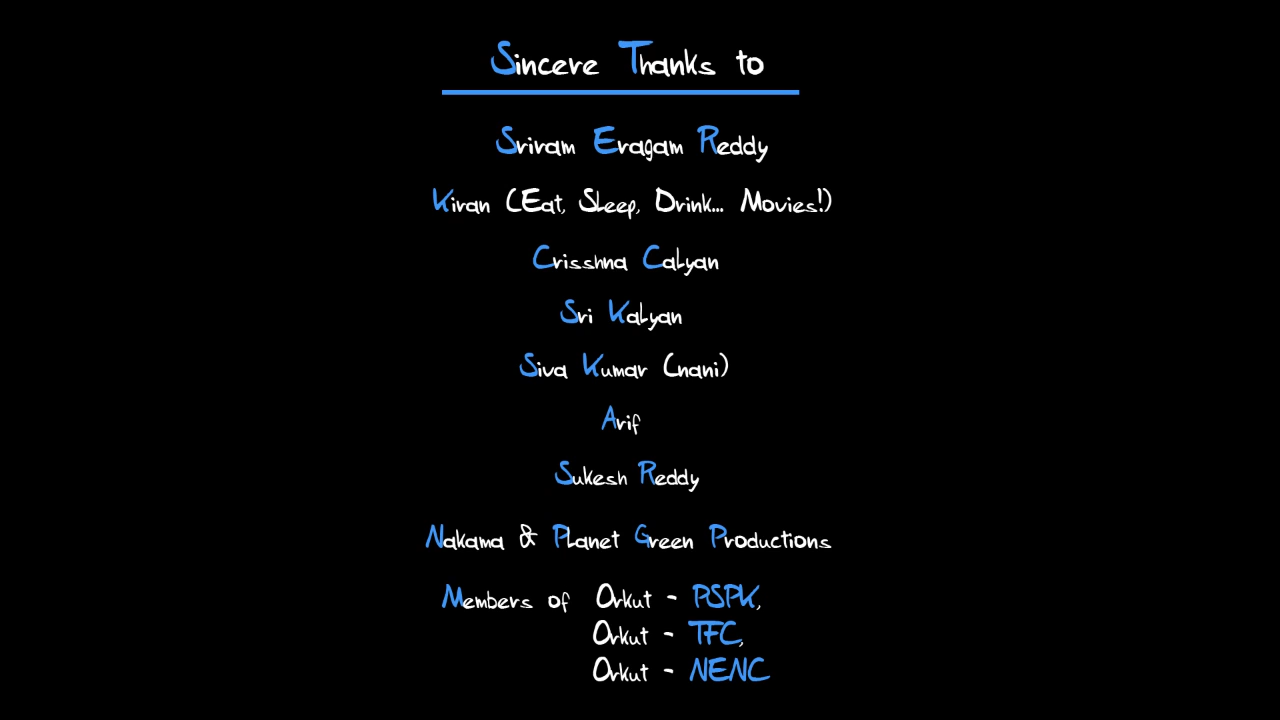 Sincere Thanks to
Sriram Eragam Reddy
Kiran (Eat, Sleep, Drink... Movies!)
Crisshna Calyan
Sri Kalyan
Siva Kumar (nani)
Arif
Sukesh Reddy
Nakama & Planet Green Productions
Members of Orkut - PSPK,
Orkut - TFC,
Orkut - NENC